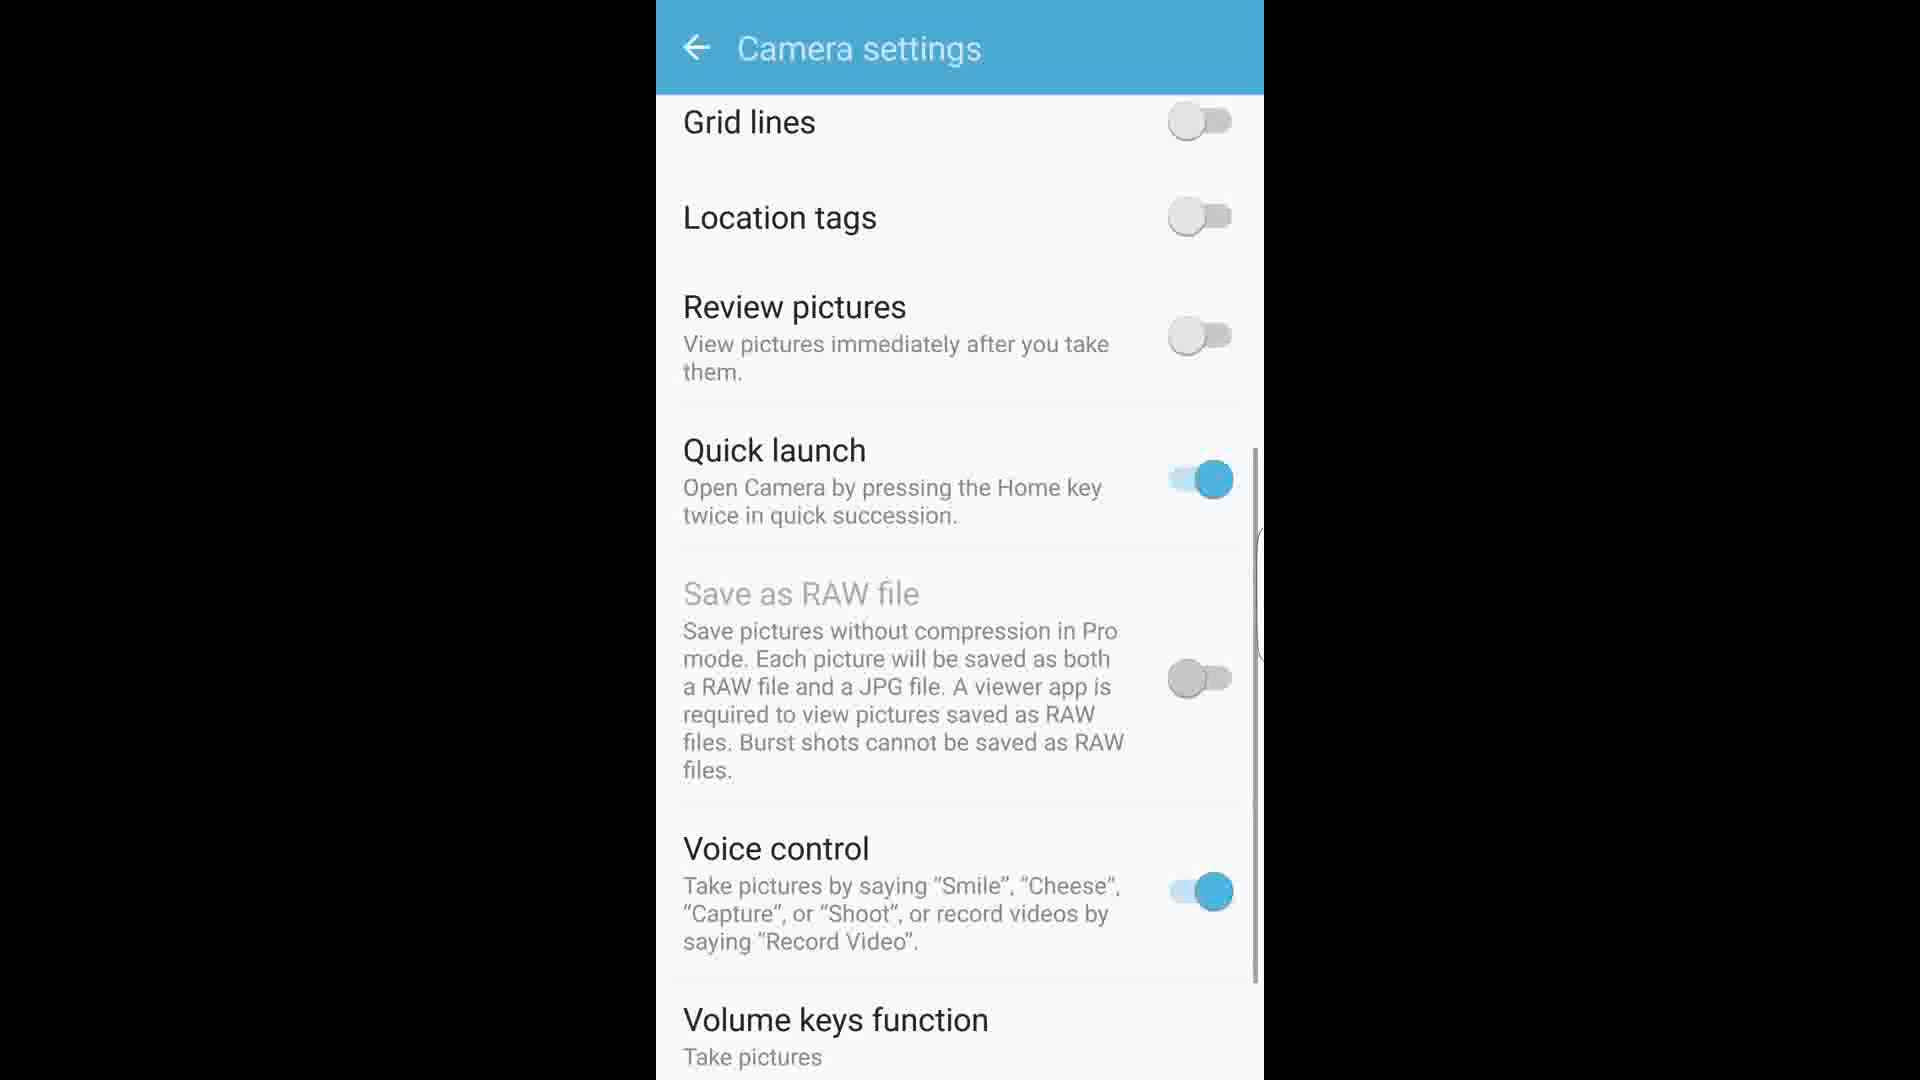 Camera settings
Grid lines
Location tags
Review pictures
View pictures immediately after you take
them.
Quick launch
Open Camera by pressing the Home key
twice in quick succession.
Save as RAW file
Save pictures without compression in Pro
mode. Each picture will be saved as both
a RAW file and a JPG file. A viewer app is
required to view pictures saved as RAW
files. Burst shots cannot be saved as RAW
files.
Voice control
Take pictures by saying “Smile”, “Cheese”,
“Capture”, or “Shoot”, or record videos by
saying “Record Video”.
Volume keys function
Take pictures